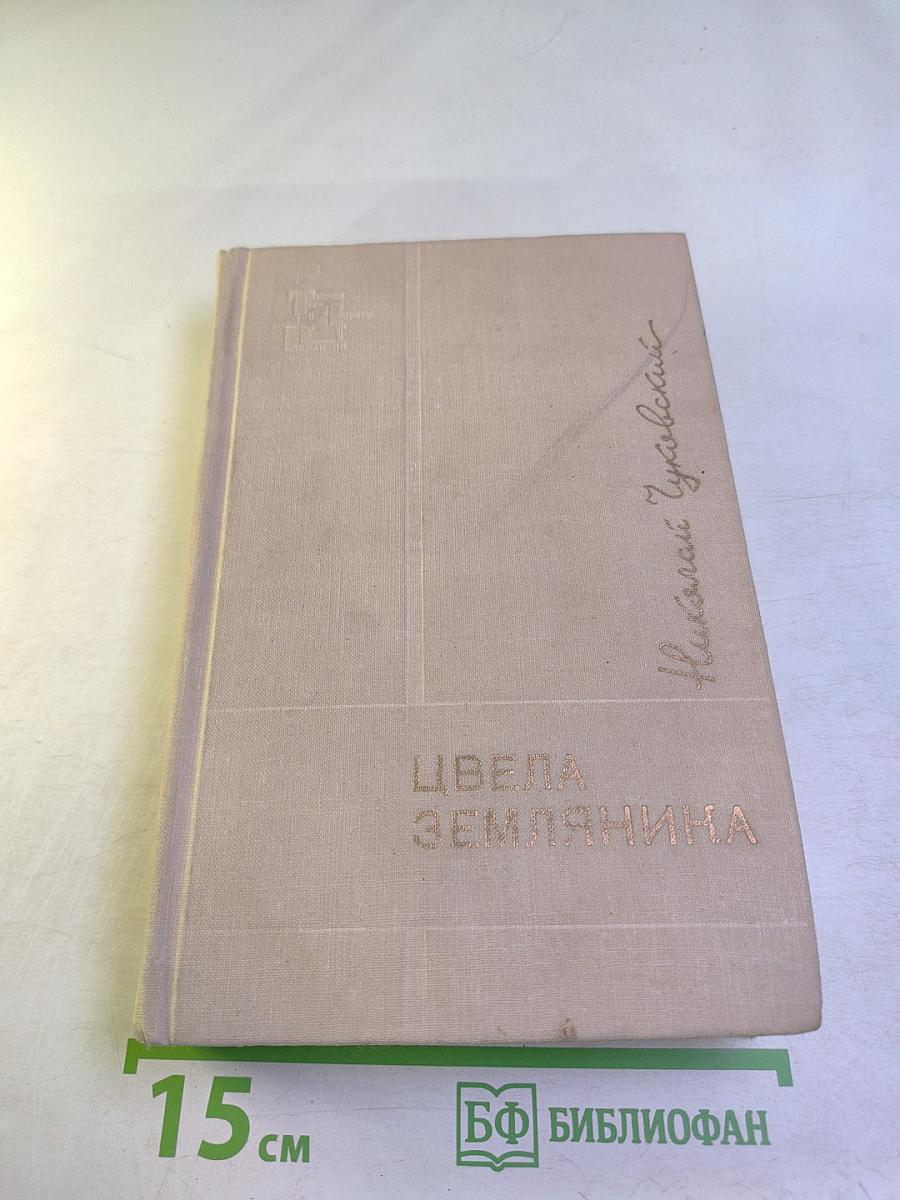 Николай Чуковский
ЦВЕЛА
ЗЕМЛЯНИКА
15 см
БФ БИБЛИОФАН